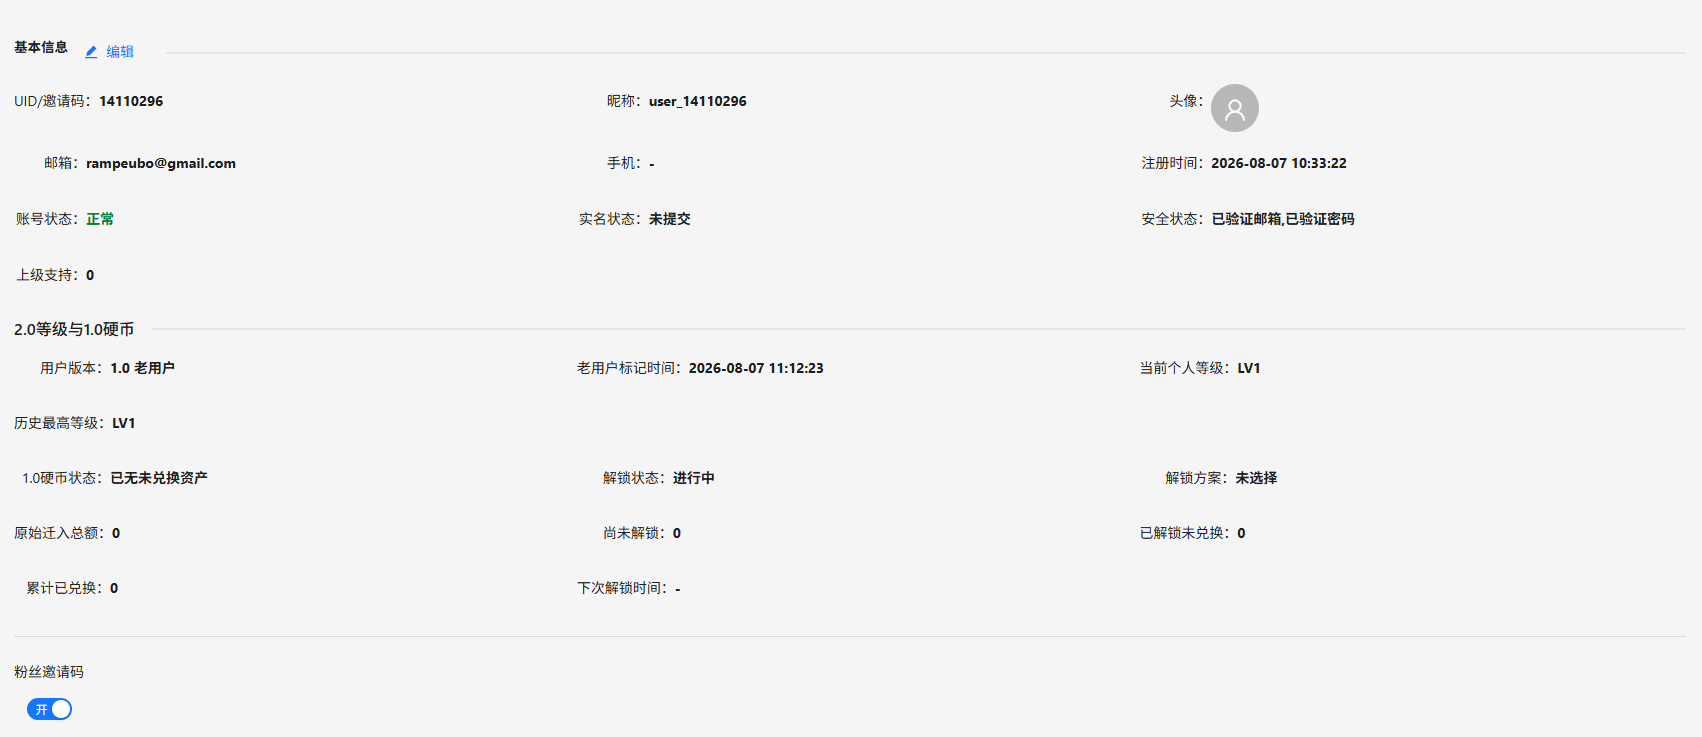 基本信息 编辑
UID/邀请码：14110296 昵称：user_14110296 头像：
邮箱：rampeubo@gmail.com 手机：- 注册时间：2026-08-07 10:33:22
账号状态：正常 实名状态：未提交 安全状态：已验证邮箱,已验证密码
上级支持：0
2.0等级与1.0硬币
用户版本：1.0 老用户 老用户标记时间：2026-08-07 11:12:23 当前个人等级：LV1
历史最高等级：LV1
1.0硬币状态：已无未兑换资产 解锁状态：进行中 解锁方案：未选择
原始迁入总额：0 尚未解锁：0 已解锁未兑换：0
累计已兑换：0 下次解锁时间：-
粉丝邀请码
开